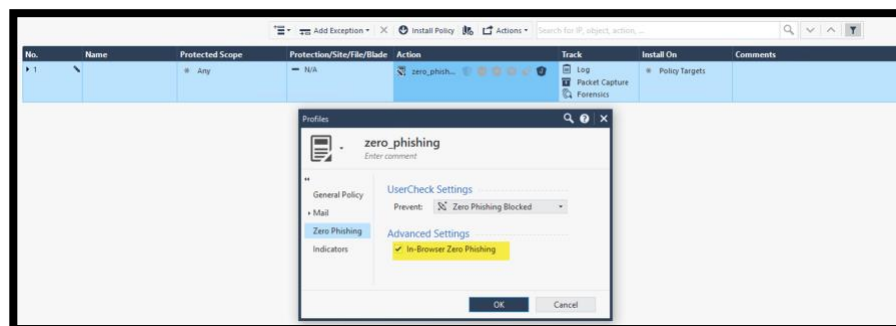 Add Exception Install Policy Actions Search for IP, object, action, ...
No. Name Protected Scope Protection/Site/File/Blade Action Track Install On Comments
1 Any N/A zero_phish... Log Policy Targets
Packet Capture
Forensics
Profiles
zero_phishing
Enter comment
General Policy
Mail
Zero Phishing
Indicators
UserCheck Settings
Prevent: Zero Phishing Blocked
Advanced Settings
In-Browser Zero Phishing
OK Cancel